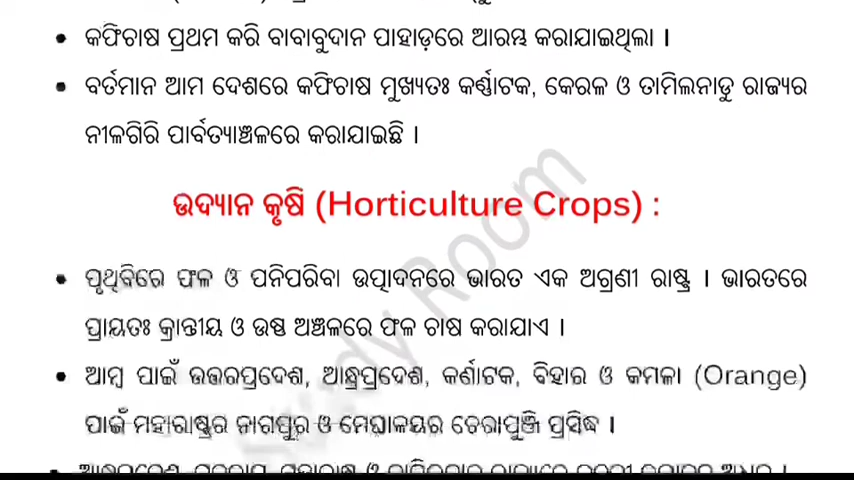 କଫିଚାଷ ପ୍ରଥମ କରି ବାବାବୁଦାନ ପାହାଡ଼ରେ ଆରମ୍ଭ କରାଯାଇଥିଲା ।
ବର୍ତମାନ ଆମ ଦେଶରେ କଫିଚାଷ ମୁଖ୍ୟତଃ କର୍ଣ୍ଣାଟକ, କେରଳ ଓ ତାମିଲନାଡୁ ରାଜ୍ୟର
ନୀଳଗିରି ପାର୍ବତ୍ୟାଞ୍ଚଳରେ କରାଯାଇଛି ।
ଉଦ୍ୟାନ କୃଷି (Horticulture Crops) :
ପୃଥିବିରେ ଫଳ ଓ ପନିପରିବା ଉତ୍ପାଦନରେ ଭାରତ ଏକ ଅଗ୍ରଣୀ ରାଷ୍ଟ୍ର । ଭାରତରେ
ପ୍ରାୟତଃ କ୍ରାନ୍ତୀୟ ଓ ଉଷ୍ଣ ଅଞ୍ଚଳରେ ଫଳ ଚାଷ କରାଯାଏ ।
ଆମ୍ବ ପାଇଁ ଉତ୍ତରପ୍ରଦେଶ, ଆନ୍ଧ୍ରପ୍ରଦେଶ, କର୍ଣାଟକ, ବିହାର ଓ କମଳା (Orange)
ପାଇଁ ମହାରାଷ୍ଟ୍ରର ନାଗପୁର ଓ ମେଘାଳୟର ଚେରାପୁଞ୍ଜି ପ୍ରସିଦ୍ଧ ।
Study Room